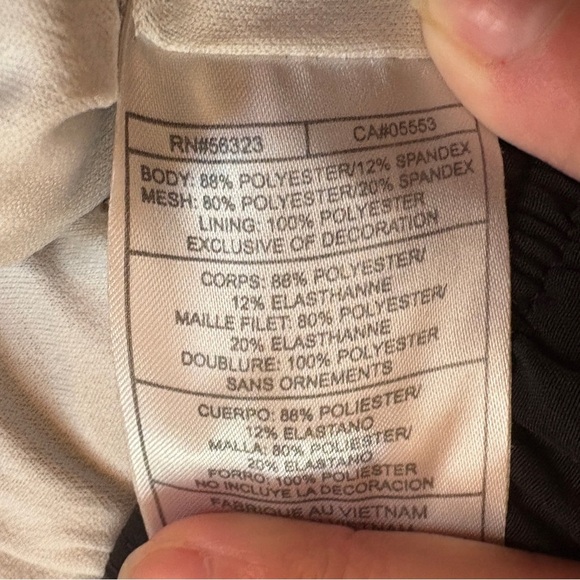 RN#56323 CA#05553
BODY: 88% POLYESTER/12% SPANDEX
MESH: 80% POLYESTER/20% SPANDEX
LINING: 100% POLYESTER
EXCLUSIVE OF DECORATION
CORPS: 88% POLYESTER/
12% ELASTHANNE
MAILLE FILET: 80% POLYESTER/
20% ELASTHANNE
DOUBLURE: 100% POLYESTER
SANS ORNEMENTS
CUERPO: 88% POLIESTER/
12% ELASTANO
MALLA: 80% POLIESTER/
20% ELASTANO
FORRO: 100% POLIESTER
NO INCLUYE LA DECORACION
FABRIQUE AU VIETNAM
VIETNAM